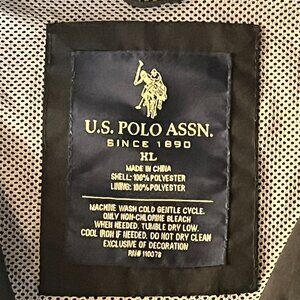 U.S. POLO ASSN.
SINCE 1890
XL
MADE IN CHINA
SHELL: 100% POLYESTER
LINING: 100% POLYESTER
MACHINE WASH COLD GENTLE CYCLE.
ONLY NON-CHLORINE BLEACH
WHEN NEEDED. TUMBLE DRY LOW.
COOL IRON IF NEEDED. DO NOT DRY CLEAN
EXCLUSIVE OF DECORATION
RN# 110078